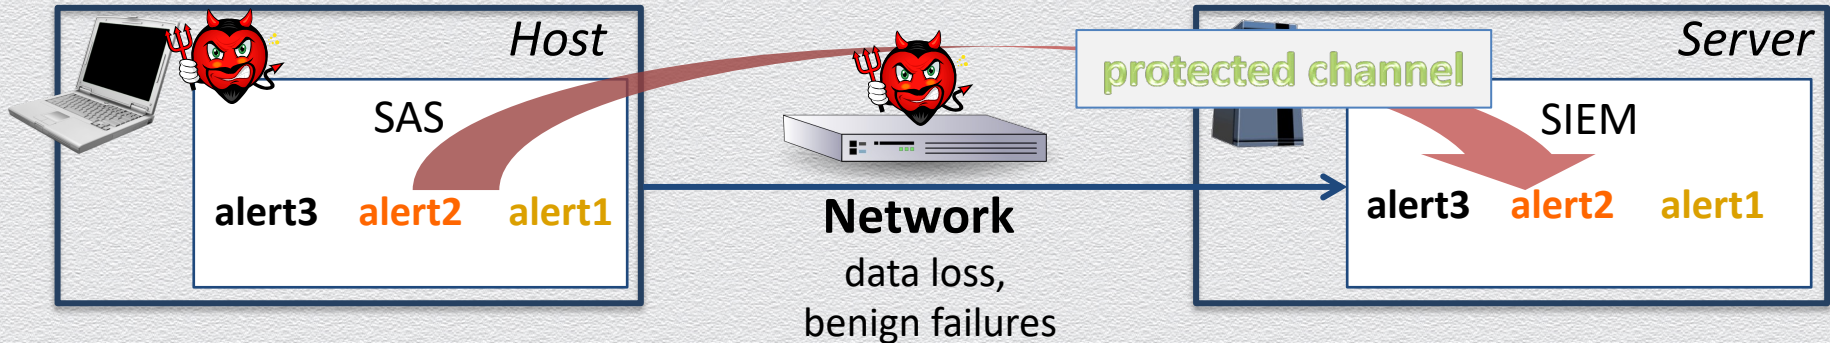 Host
SAS
alert3 alert2 alert1
Network
data loss,
benign failures
protected channel
Server
SIEM
alert3 alert2 alert1